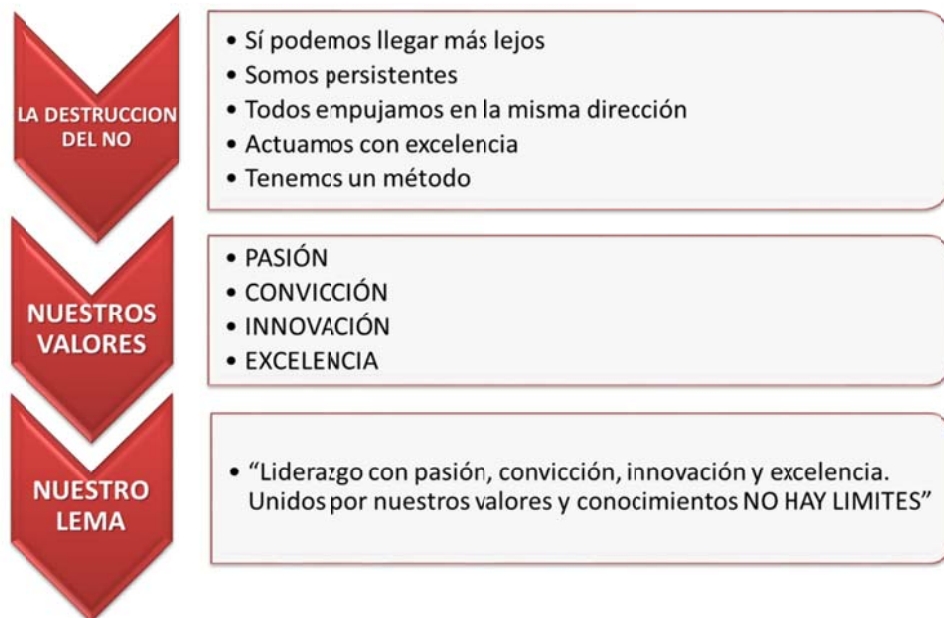 LA DESTRUCCION
DEL NO
• Sí podemos llegar más lejos
• Somos persistentes
• Todos empujamos en la misma dirección
• Actuamos con excelencia
• Tenemos un método
NUESTROS
VALORES
• PASIÓN
• CONVICCIÓN
• INNOVACIÓN
• EXCELENCIA
NUESTRO
LEMA
• “Liderazgo con pasión, convicción, innovación y excelencia.
Unidos por nuestros valores y conocimientos NO HAY LIMITES”